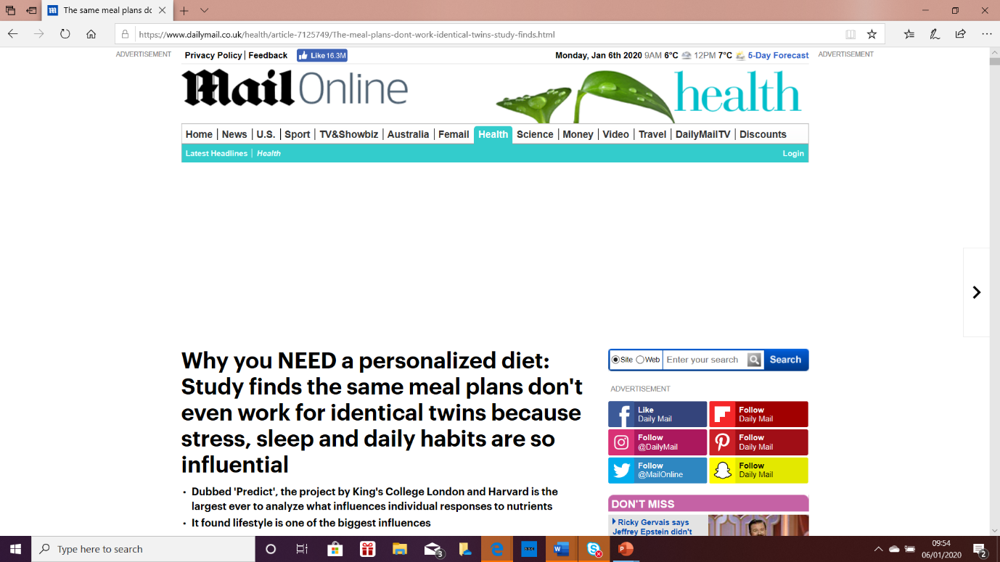 The same meal plans do
https://www.dailymail.co.uk/health/article-7125749/The-meal-plans-dont-work-identical-twins-study-finds.html
ADVERTISEMENT
Privacy Policy | Feedback Like 16.3M
Monday, Jan 6th 2020 9AM 6°C 12PM 7°C 5-Day Forecast
ADVERTISEMENT
Mail Online
health
Home | News | U.S. | Sport | TV&Showbiz | Australia | Femail | Health | Science | Money | Video | Travel | DailyMailTV | Discounts
Latest Headlines | Health Login
Why you NEED a personalized diet:
Study finds the same meal plans don't
even work for identical twins because
stress, sleep and daily habits are so
influential
• Dubbed 'Predict', the project by King's College London and Harvard is the
largest ever to analyze what influences individual responses to nutrients
• It found lifestyle is one of the biggest influences
Site Web Enter your search Search
ADVERTISEMENT
Like
Daily Mail
Follow
Daily Mail
Follow
@DailyMail
Follow
Daily Mail
Follow
@MailOnline
Follow
Daily Mail
DON'T MISS
Ricky Gervais says
Jeffrey Epstein didn't
Type here to search
3
09:54
06/01/2020
2